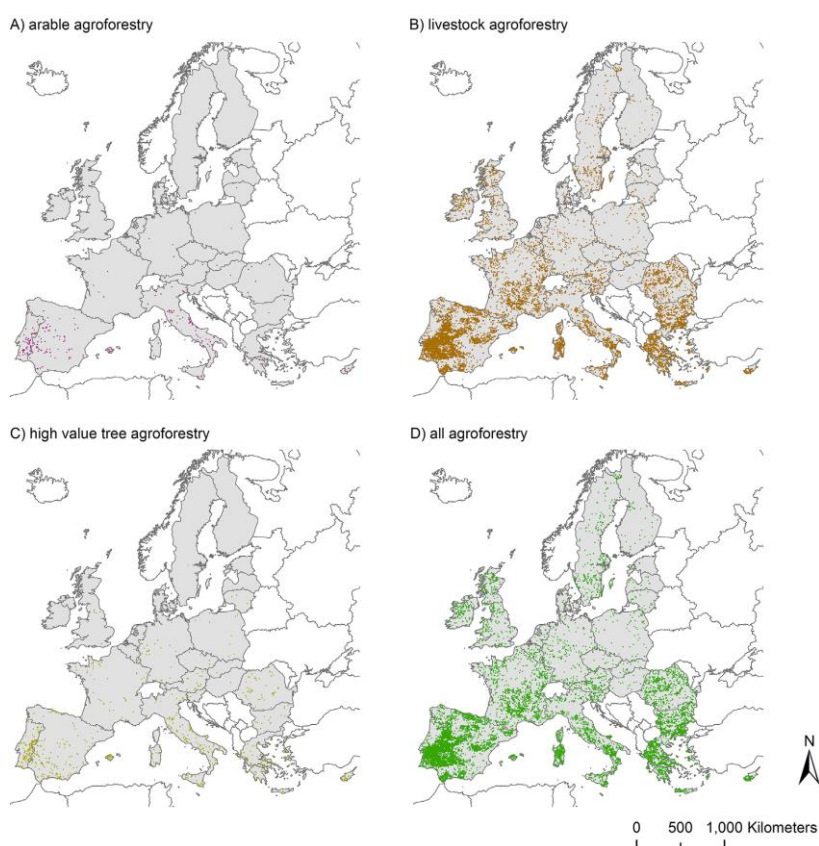 A) arable agroforestry
B) livestock agroforestry
C) high value tree agroforestry
D) all agroforestry
N
0 500 1,000 Kilometers